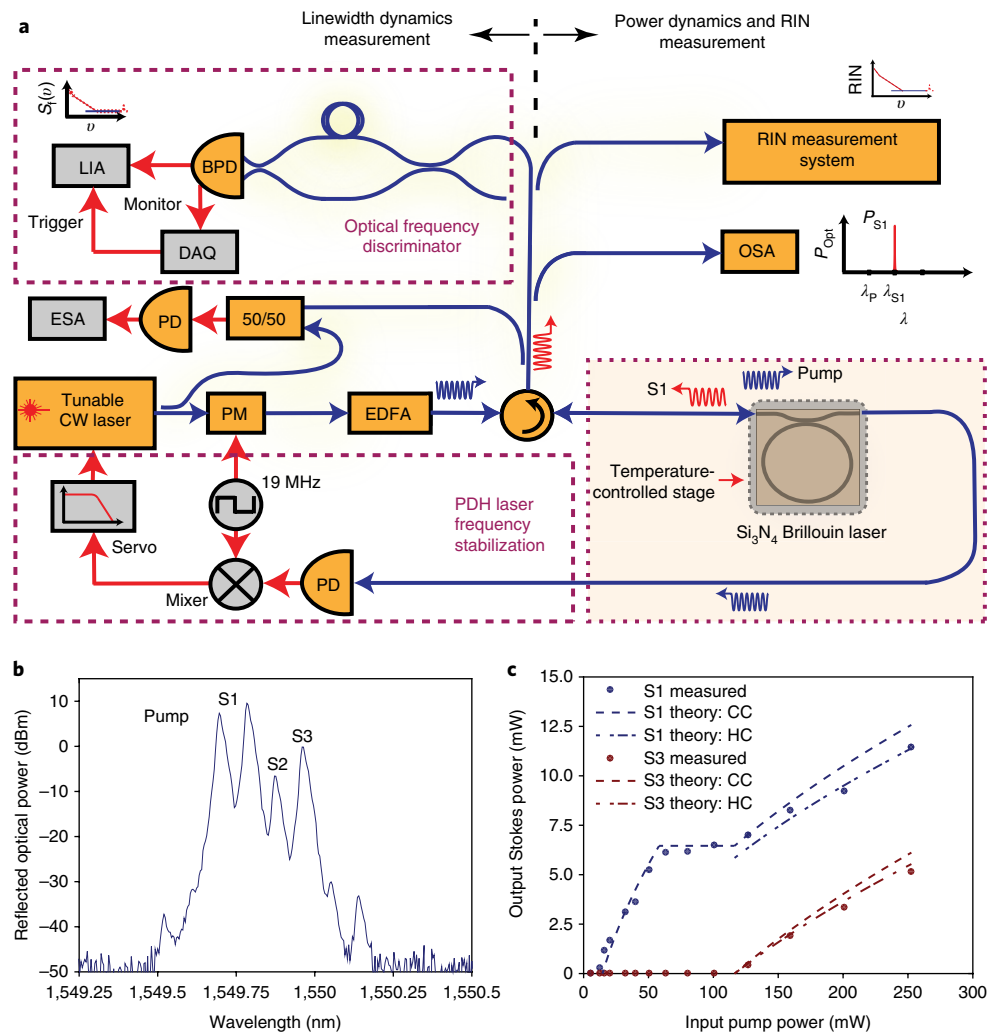 a
Linewidth dynamics
measurement
Power dynamics and RIN
measurement
Sf(υ)
υ
LIA
BPD
Monitor
Trigger
DAQ
Optical frequency
discriminator
RIN
υ
RIN measurement
system
OSA
POpt
PS1
λP
λS1
λ
ESA
PD
50/50
Tunable
CW laser
PM
EDFA
S1
Pump
Temperature-
controlled stage
Si3N4 Brillouin laser
19 MHz
PDH laser
frequency
stabilization
Servo
Mixer
PD
b
Reflected optical power (dBm)
10
0
−10
−20
−30
−40
−50
Pump
S1
S2
S3
1,549.25
1,549.5
1,549.75
1,550
1,550.25
1,550.5
Wavelength (nm)
c
Output Stokes power (mW)
15.0
12.5
10.0
7.5
5.0
2.5
0
S1 measured
S1 theory: CC
S1 theory: HC
S3 measured
S3 theory: CC
S3 theory: HC
0
50
100
150
200
250
300
Input pump power (mW)